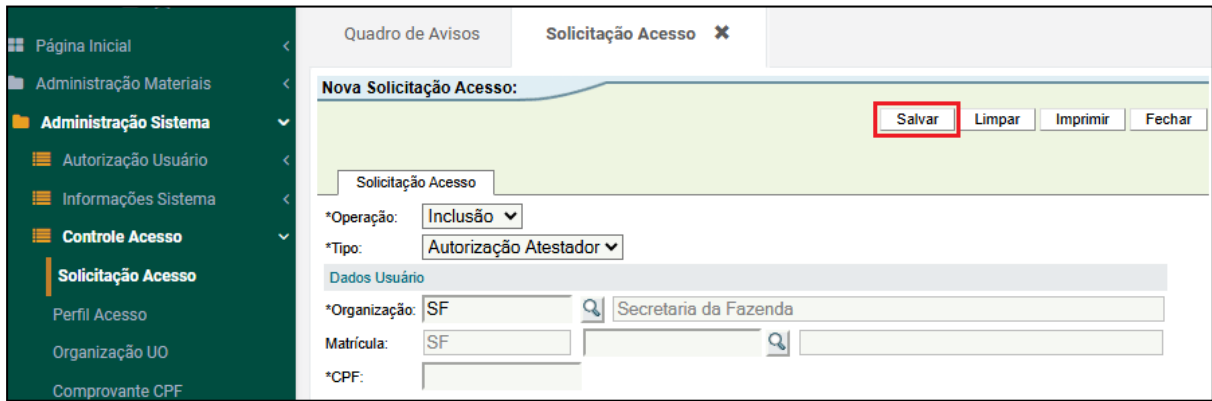 Página Inicial
Administração Materiais
Administração Sistema
Autorização Usuário
Informações Sistema
Controle Acesso
Solicitação Acesso
Perfil Acesso
Organização UO
Comprovante CPF
Quadro de Avisos Solicitação Acesso ✖
Nova Solicitação Acesso:
Salvar Limpar Imprimir Fechar
Solicitação Acesso
*Operação: Inclusão
*Tipo: Autorização Atestador
Dados Usuário
*Organização: SF Secretaria da Fazenda
Matrícula: SF
*CPF: